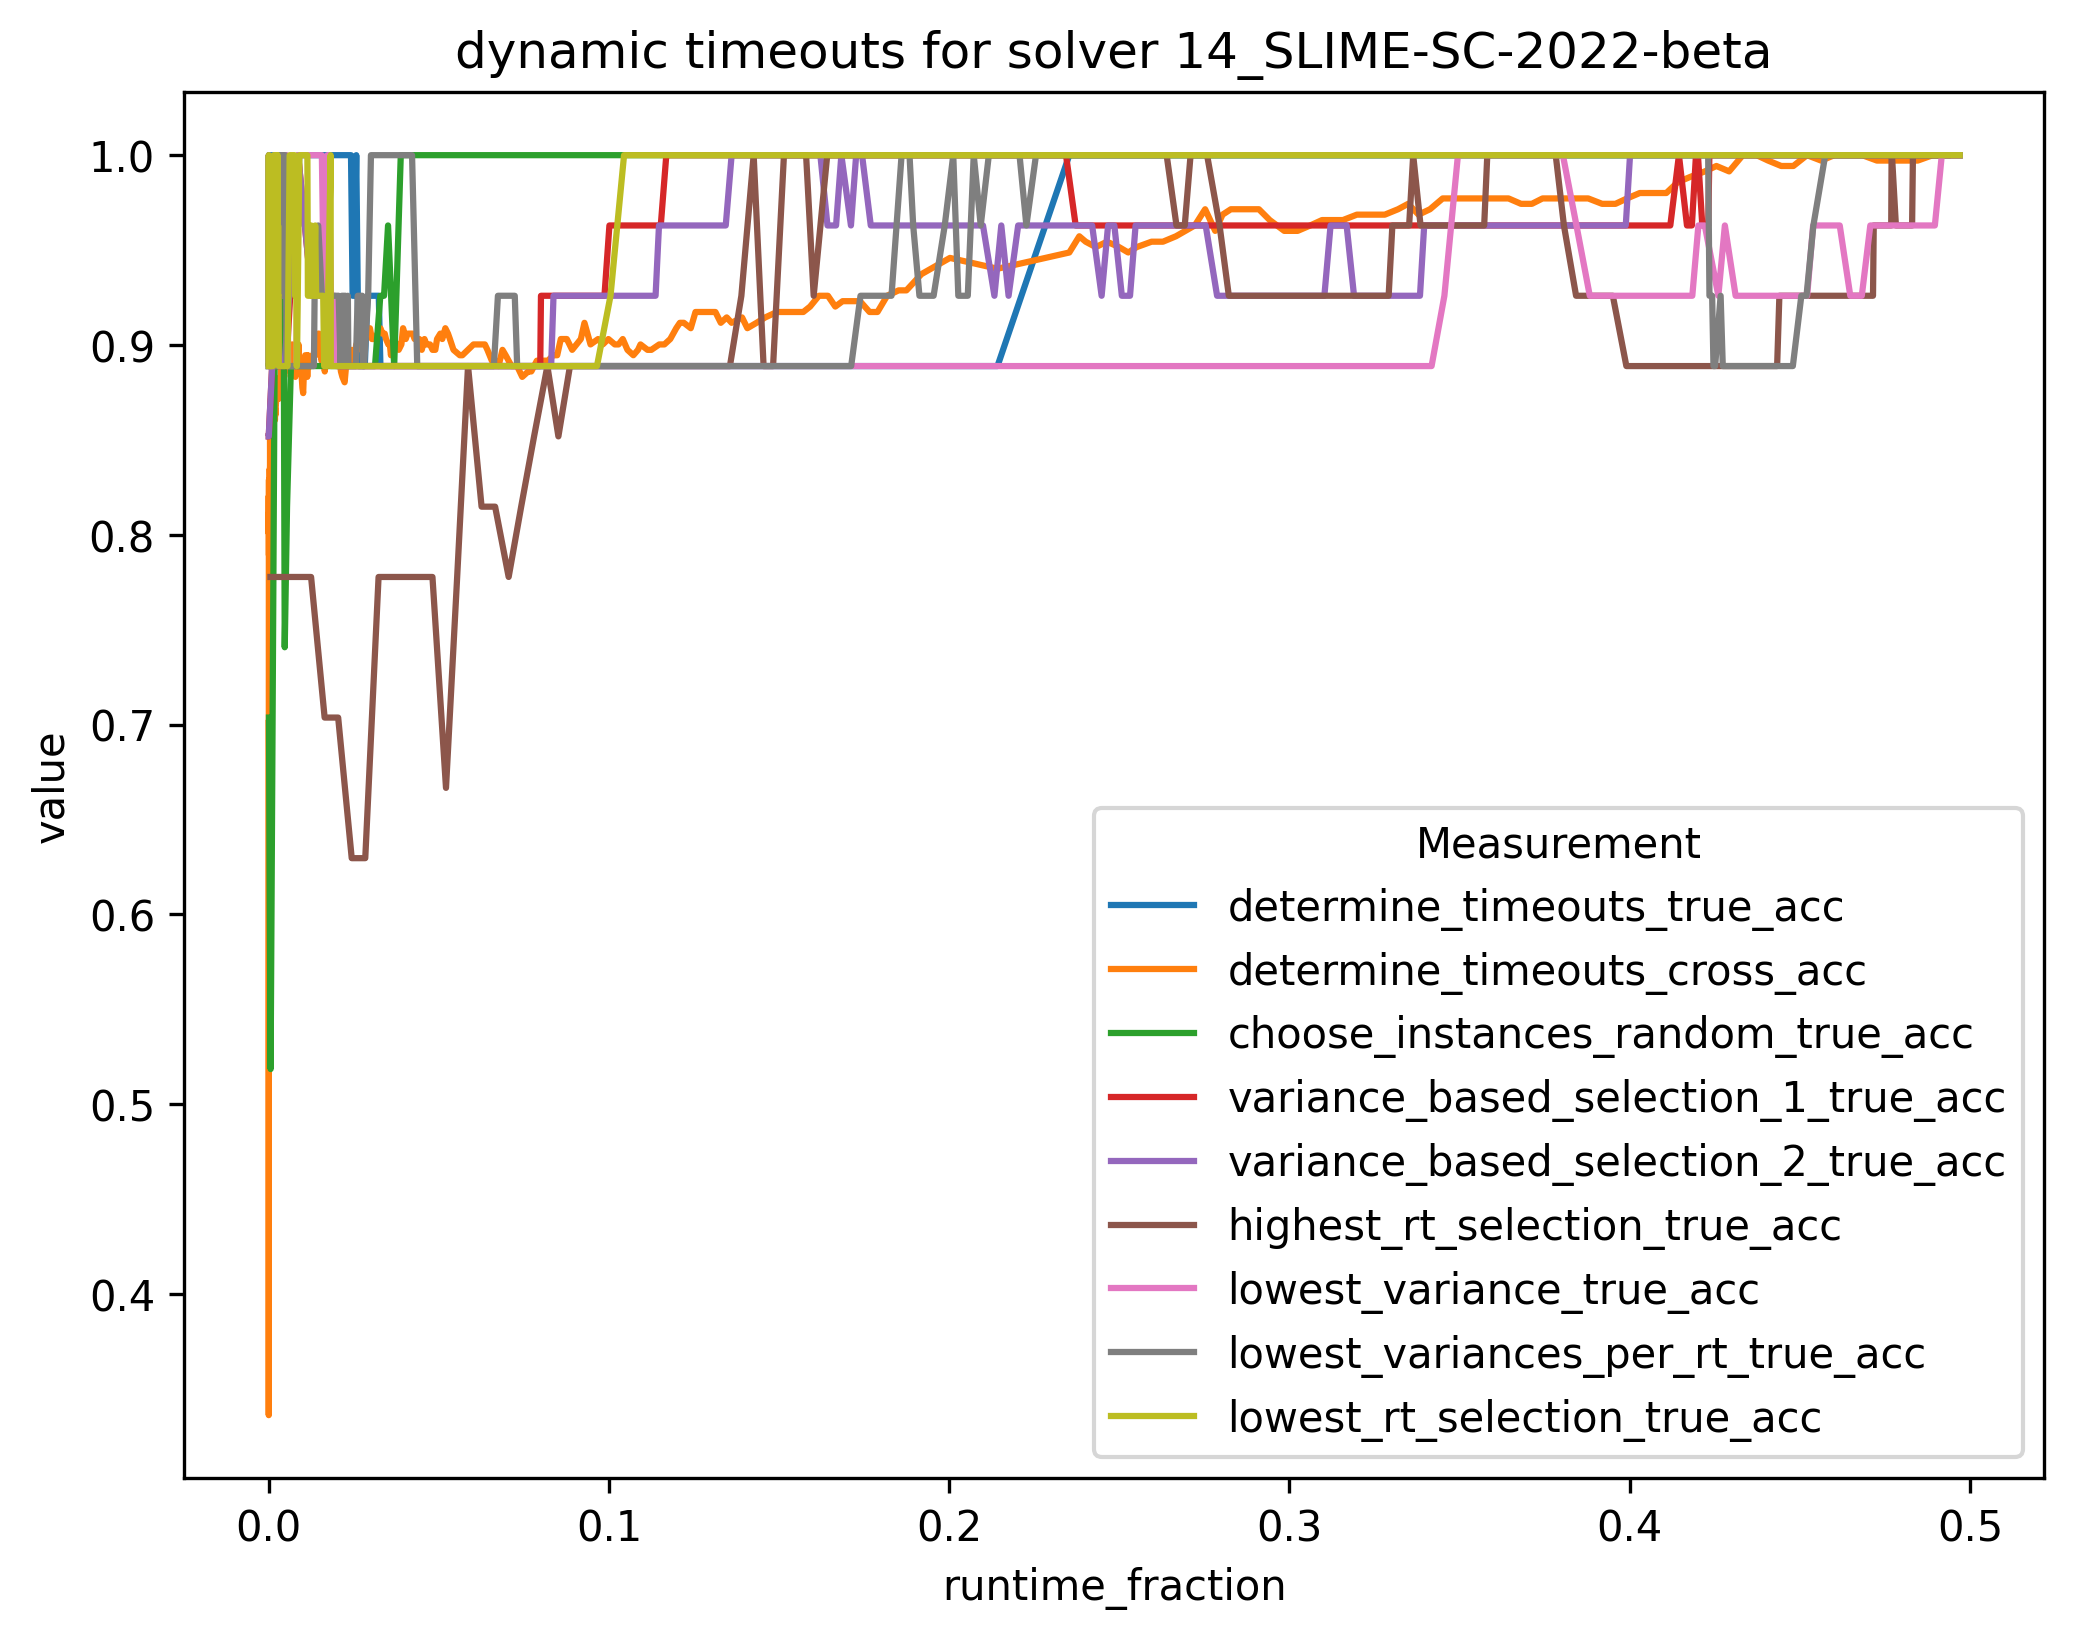 dynamic timeouts for solver 14_SLIME-SC-2022-beta
1.0
0.9
0.8
0.7
0.6
0.5
0.4
value
Measurement
determine_timeouts_true_acc
determine_timeouts_cross_acc
choose_instances_random_true_acc
variance_based_selection_1_true_acc
variance_based_selection_2_true_acc
highest_rt_selection_true_acc
lowest_variance_true_acc
lowest_variances_per_rt_true_acc
lowest_rt_selection_true_acc
0.0 0.1 0.2 0.3 0.4 0.5
runtime_fraction